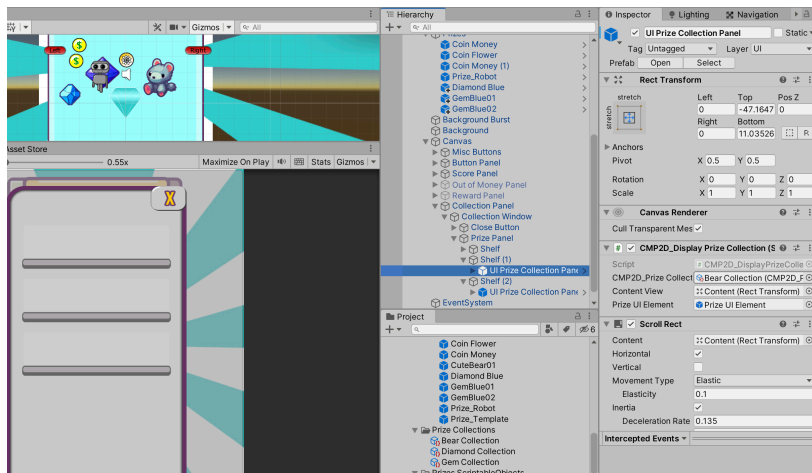 Gizmos
All
Left
Right
Asset Store
0.55x
Maximize On Play
Stats
Gizmos
X
Hierarchy
All
Prizes
Coin Money
Coin Flower
Coin Money (1)
Prize_Robot
Diamond Blue
GemBlue01
GemBlue02
Background Burst
Background
Canvas
Misc Buttons
Button Panel
Score Panel
Out of Money Panel
Reward Panel
Collection Panel
Collection Window
Close Button
Prize Panel
Shelf
Shelf (1)
UI Prize Collection Pane
Shelf (2)
UI Prize Collection Pane
EventSystem
Project
6
Coin Flower
Coin Money
CuteBear01
Diamond Blue
GemBlue01
GemBlue02
Prize_Robot
Prize_Template
Prize Collections
Bear Collection
Diamond Collection
Gem Collection
Prizes ScriptableObjects
Inspector
Lighting
Navigation
UI Prize Collection Panel
Static
Tag Untagged Layer UI
Prefab Open Select
Rect Transform
stretch
stretch
Left Top Pos Z
0 -47.1647 0
Right Bottom
0 11.03526 R
Anchors
Pivot X 0.5 Y 0.5
Rotation X 0 Y 0 Z 0
Scale X 1 Y 1 Z 1
Canvas Renderer
Cull Transparent Mes
# CMP2D_Display Prize Collection (S
Script # CMP2D_DisplayPrizeColle
CMP2D_Prize Collect Bear Collection (CMP2D_F
Content View Content (Rect Transform)
Prize UI Element Prize UI Element
Scroll Rect
Content Content (Rect Transform)
Horizontal
Vertical
Movement Type Elastic
Elasticity 0.1
Inertia
Deceleration Rate 0.135
Intercepted Events